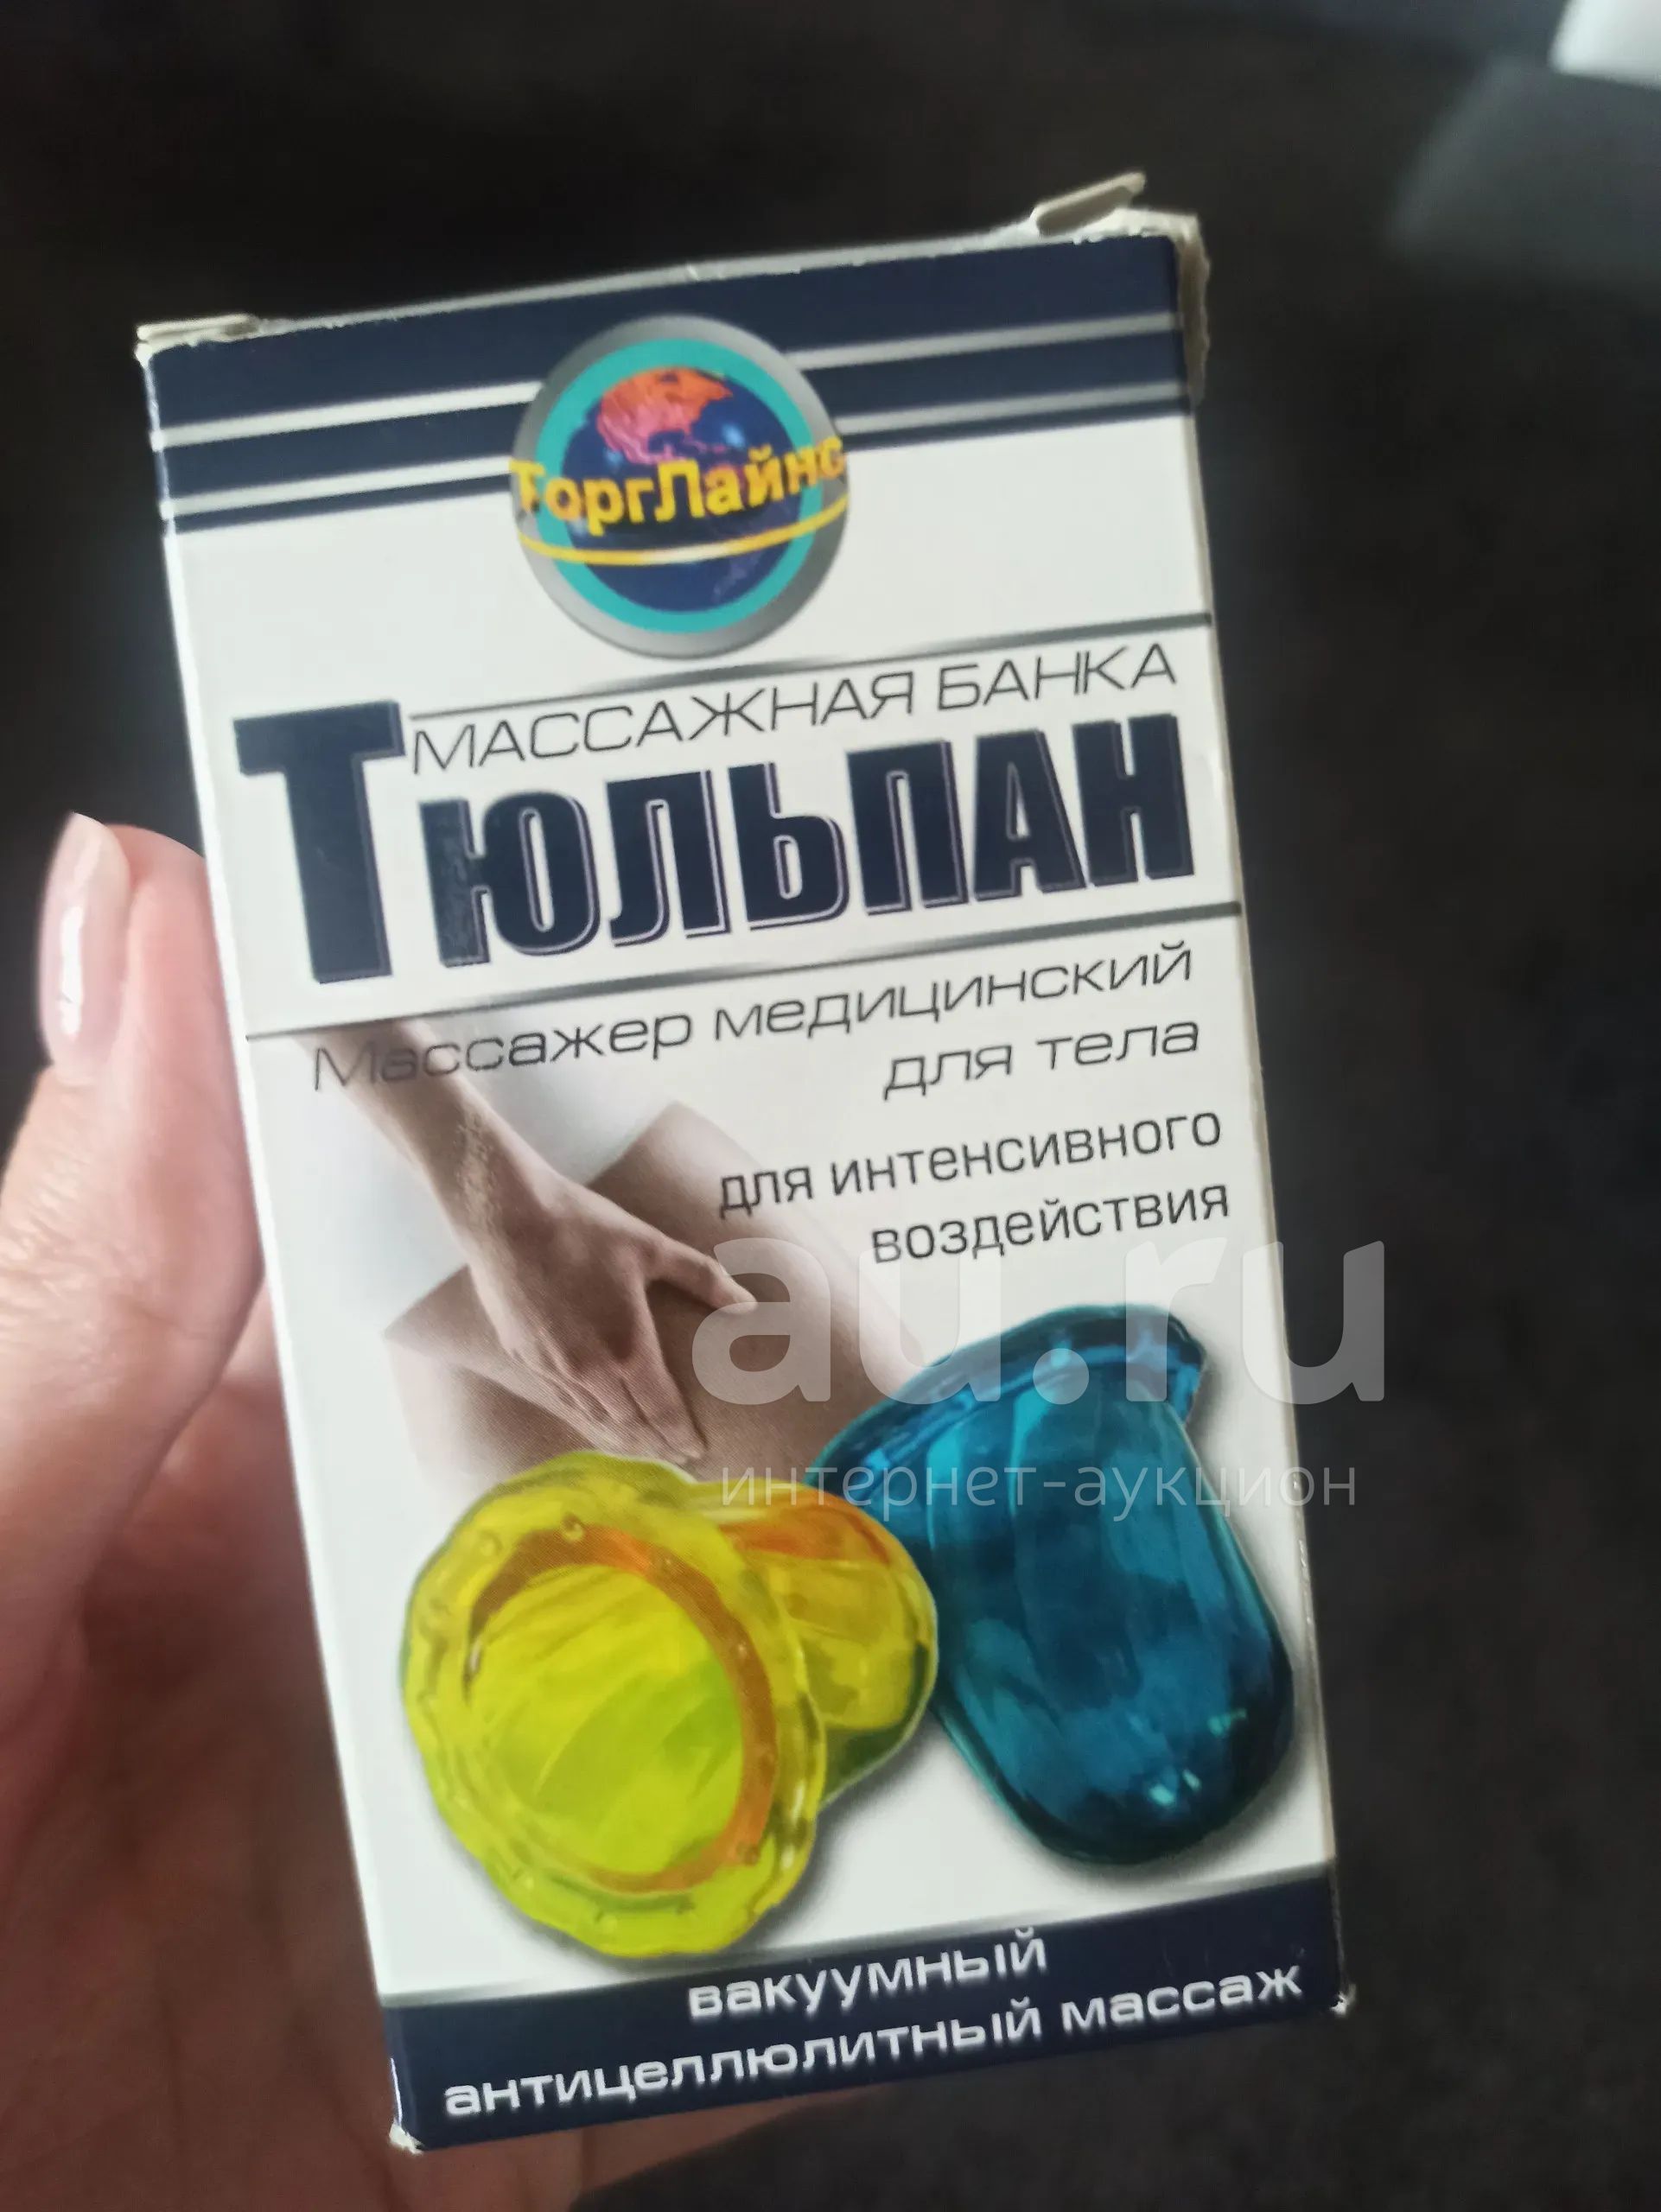 ТоргЛайнс
МАССАЖНАЯ БАНКА
ТЮЛЬПАН
Массажер медицинский
для тела
для интенсивного
воздействия
au.ru
интернет-аукцион
вакуумный
антицеллюлитный массаж